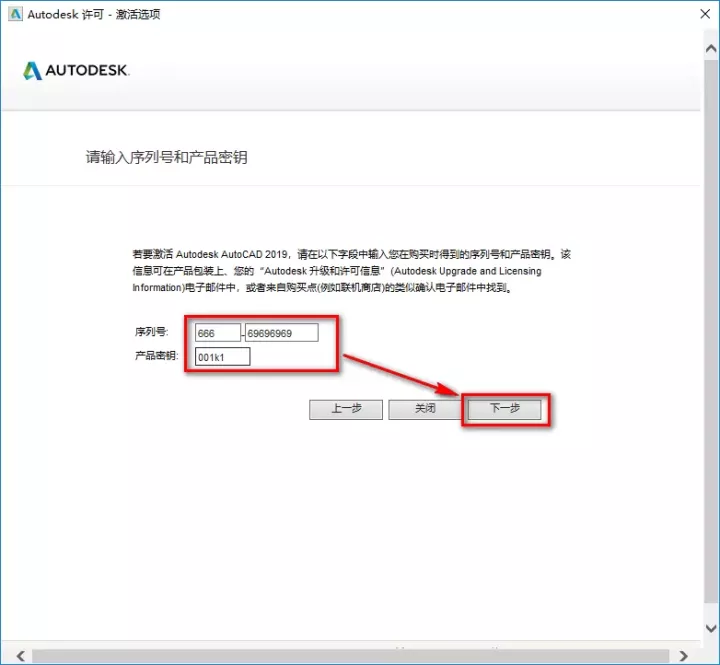 Autodesk 许可 - 激活选项
AUTODESK.
请输入序列号和产品密钥
若要激活 Autodesk AutoCAD 2019，请在以下字段中输入您在购买时得到的序列号和产品密钥。该
信息可在产品包装上、您的“Autodesk 升级和许可信息”(Autodesk Upgrade and Licensing
Information)电子邮件中，或者来自购买点(例如联机商店)的类似确认电子邮件中找到。
序列号: 666 - 69696969
产品密钥: 001k1
上一步 关闭 下一步